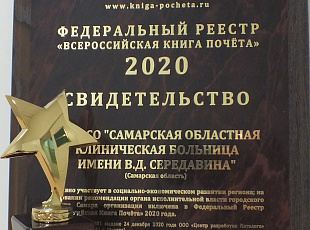 www.kniga-pocheta.ru
ФЕДЕРАЛЬНЫЙ РЕЕСТР
«ВСЕРОССИЙСКАЯ КНИГА ПОЧЁТА»
2020
СВИДЕТЕЛЬСТВО
"САМАРСКАЯ ОБЛАСТНАЯ
КЛИНИЧЕСКАЯ БОЛЬНИЦА
ИМЕНИ В.Д. СЕРЕДАВИНА"
(Самарская область)
участвует в социально-экономическом развитии региона; на
рекомендации органа исполнительной власти городского
Самара организация включена в Федеральный Реестр
Книга Почёта» 2020 года.
24 декабря 2020 года ООО «Центр разработки